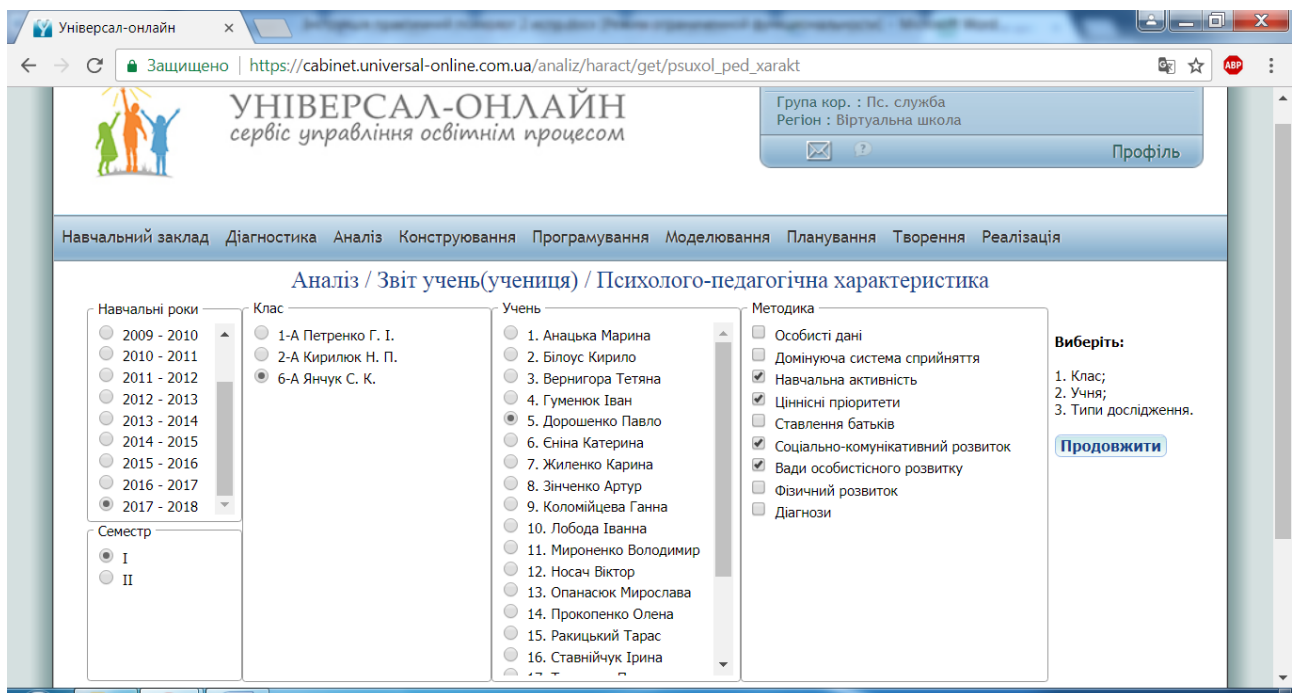 Універсал-онлайн
Защищено | https://cabinet.universal-online.com.ua/analiz/haract/get/psuxol_ped_xarakt
ABP
УНІВЕРСАЛ-ОНЛАЙН
сервіс управління освітнім процесом
Група кор. : Пс. служба
Регіон : Віртуальна школа
Профіль
Навчальний заклад Діагностика Аналіз Конструювання Програмування Моделювання Планування Творення Реалізація
Аналіз / Звіт учень(учениця) / Психолого-педагогічна характеристика
Навчальні роки
2009 - 2010
2010 - 2011
2011 - 2012
2012 - 2013
2013 - 2014
2014 - 2015
2015 - 2016
2016 - 2017
2017 - 2018
Семестр
I
II
Клас
1-А Петренко Г. І.
2-А Кирилюк Н. П.
6-А Янчук С. К.
Учень
1. Анацька Марина
2. Білоус Кирило
3. Вернигора Тетяна
4. Гуменюк Іван
5. Дорошенко Павло
6. Єніна Катерина
7. Жиленко Карина
8. Зінченко Артур
9. Коломійцева Ганна
10. Лобода Іванна
11. Мироненко Володимир
12. Носач Віктор
13. Опанасюк Мирослава
14. Прокопенко Олена
15. Ракицький Тарас
16. Ставнійчук Ірина
Методика
Особисті дані
Домінуюча система сприйняття
Навчальна активність
Ціннісні пріоритети
Ставлення батьків
Соціально-комунікативний розвиток
Вади особистісного розвитку
Фізичний розвиток
Діагнози
Виберіть:
1. Клас;
2. Учня;
3. Типи дослідження.
Продовжити